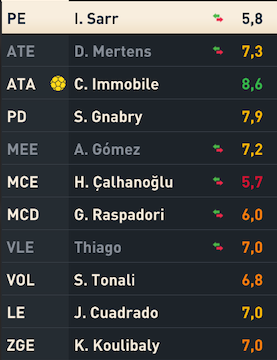 PE I. Sarr 5,8
ATE D. Mertens 7,3
ATA C. Immobile 8,6
PD S. Gnabry 7,9
MEE A. Gómez 7,2
MCE H. Çalhanoğlu 5,7
MCD G. Raspadori 6,0
VLE Thiago 7,0
VOL S. Tonali 6,8
LE J. Cuadrado 7,0
ZGE K. Koulibaly 7,0